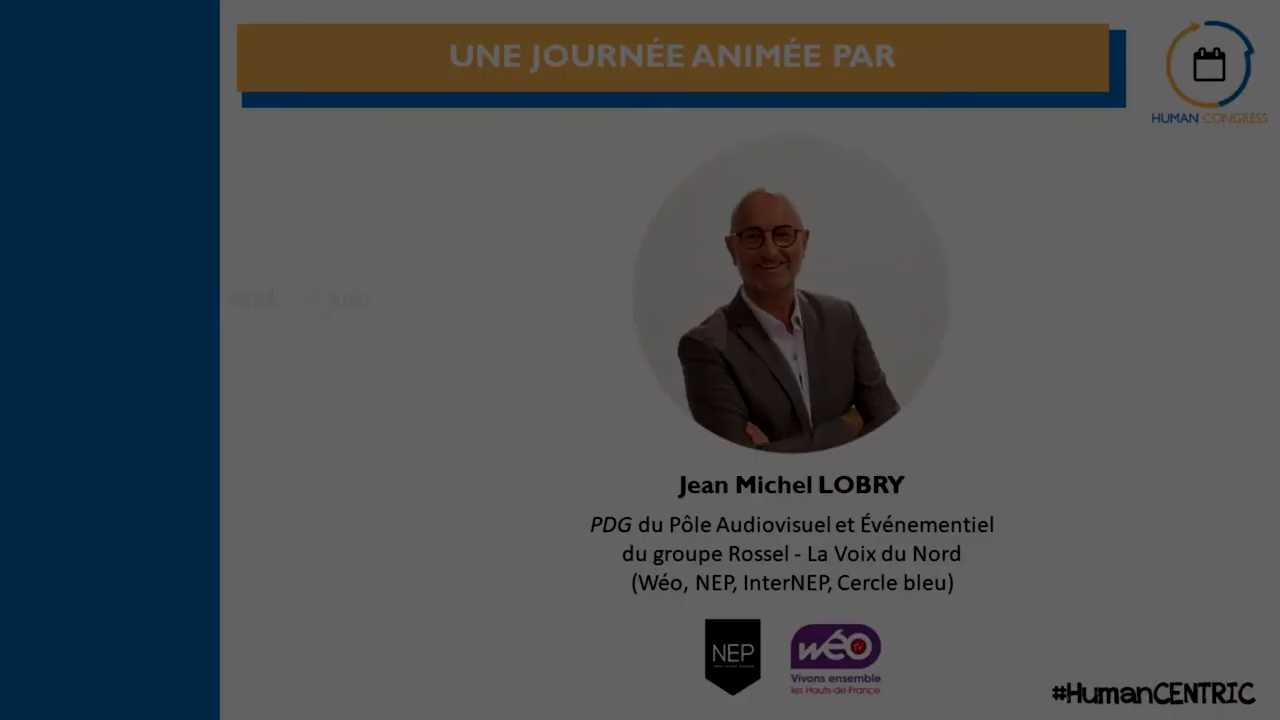 UNE JOURNÉE ANIMÉE PAR
HUMAN CONGRESS
Jean Michel LOBRY
PDG du Pôle Audiovisuel et Événementiel
du groupe Rossel - La Voix du Nord
(Wéo, NEP, InterNEP, Cercle bleu)
NEP
wéo TV
Vivons ensemble
les Hauts de France
#HumanCENTRIC